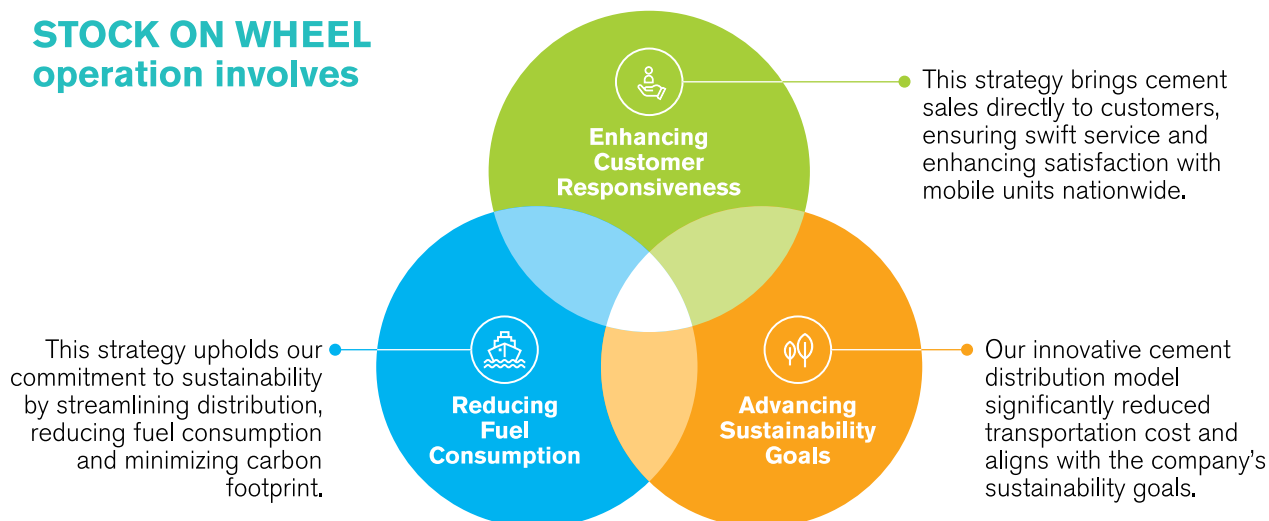 STOCK ON WHEEL
operation involves
Enhancing
Customer
Responsiveness
This strategy brings cement
sales directly to customers,
ensuring swift service and
enhancing satisfaction with
mobile units nationwide.
This strategy upholds our
commitment to sustainability
by streamlining distribution,
reducing fuel consumption
and minimizing carbon
footprint.
Reducing
Fuel
Consumption
Advancing
Sustainability
Goals
Our innovative cement
distribution model
significantly reduced
transportation cost and
aligns with the company's
sustainability goals.